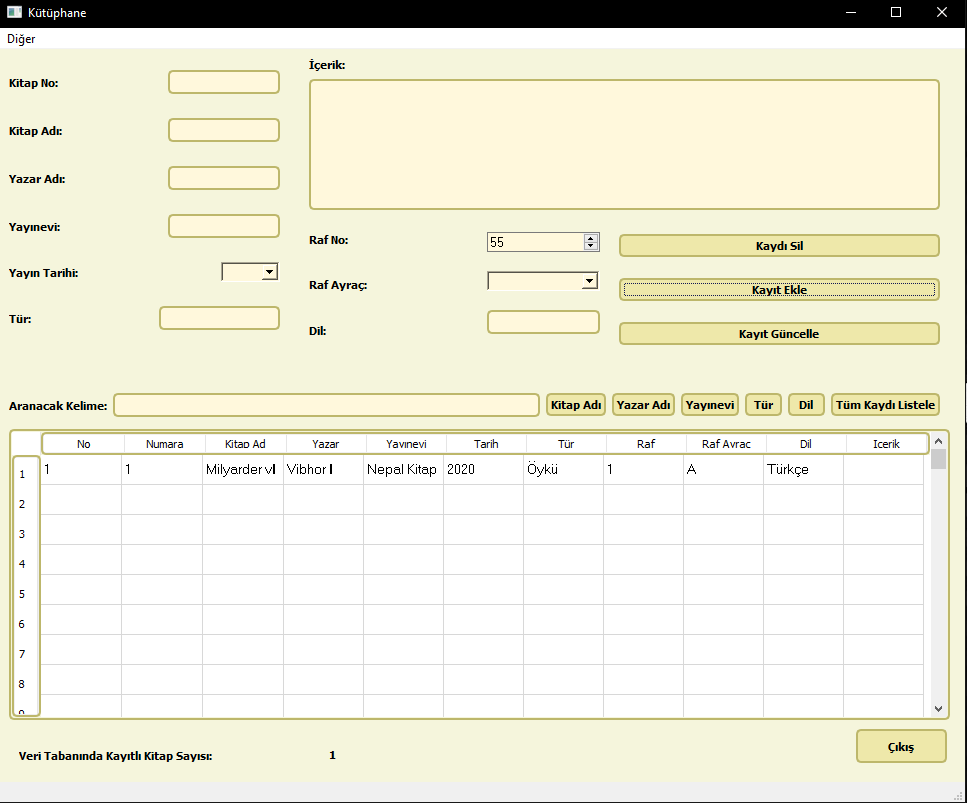 Kütüphane
Diğer
Kitap No:
İçerik:
Kitap Adı:
Yazar Adı:
Yayınevi:
Raf No:
55
Kaydı Sil
Yayın Tarihi:
Raf Ayraç:
Kayıt Ekle
Tür:
Dil:
Kayıt Güncelle
Aranacak Kelime:
Kitap Adı
Yazar Adı
Yayınevi
Tür
Dil
Tüm Kaydı Listele
No Numara Kitap Ad Yazar Yavınevi Tarih Tür Raf Raf Avrac Dil Icerik
1 1 1 Milyarder vl Vibhor I Nepal Kitap 2020 Öykü 1 A Türkçe
2
3
4
5
6
7
8
Veri Tabanında Kayıtlı Kitap Sayısı: 1
Çıkış